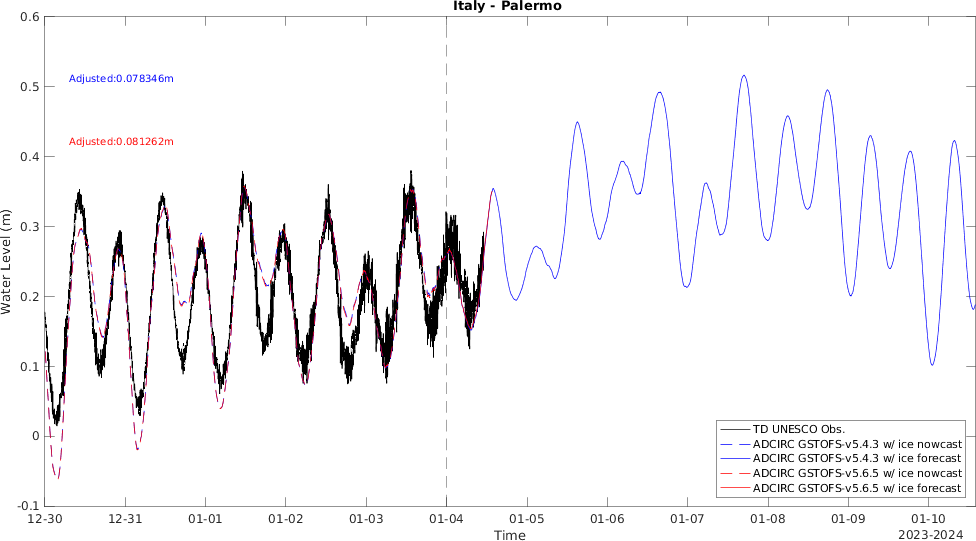 Italy - Palermo
0.6
0.5
0.4
0.3
0.2
0.1
0
-0.1
Water Level (m)
Adjusted:0.078346m
Adjusted:0.081262m
TD UNESCO Obs.
ADCIRC GSTOFS-v5.4.3 w/ ice nowcast
ADCIRC GSTOFS-v5.4.3 w/ ice forecast
ADCIRC GSTOFS-v5.6.5 w/ ice nowcast
ADCIRC GSTOFS-v5.6.5 w/ ice forecast
12-30 12-31 01-01 01-02 01-03 01-04 01-05 01-06 01-07 01-08 01-09 01-10
Time
2023-2024